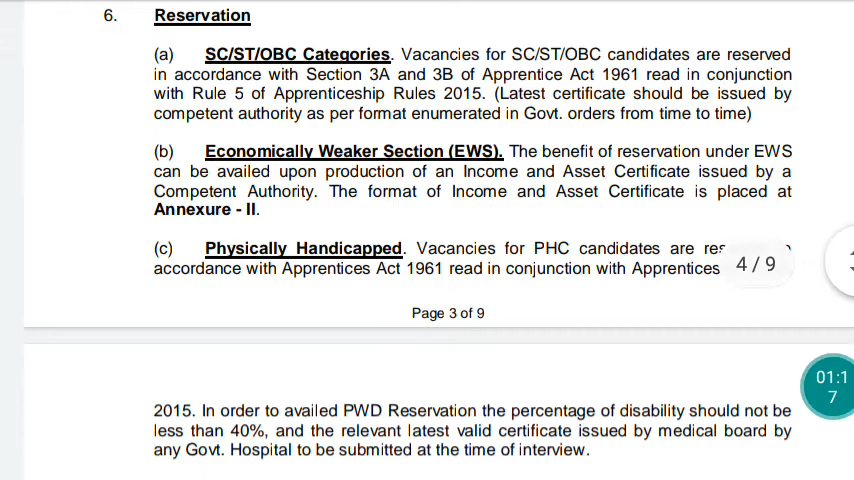 6. Reservation
(a) SC/ST/OBC Categories. Vacancies for SC/ST/OBC candidates are reserved
in accordance with Section 3A and 3B of Apprentice Act 1961 read in conjunction
with Rule 5 of Apprenticeship Rules 2015. (Latest certificate should be issued by
competent authority as per format enumerated in Govt. orders from time to time)
(b) Economically Weaker Section (EWS). The benefit of reservation under EWS
can be availed upon production of an Income and Asset Certificate issued by a
Competent Authority. The format of Income and Asset Certificate is placed at
Annexure - II.
(c) Physically Handicapped. Vacancies for PHC candidates are
accordance with Apprentices Act 1961 read in conjunction with Apprentices
4 / 9
Page 3 of 9
01:1
7
2015. In order to availed PWD Reservation the percentage of disability should not be
less than 40%, and the relevant latest valid certificate issued by medical board by
any Govt. Hospital to be submitted at the time of interview.